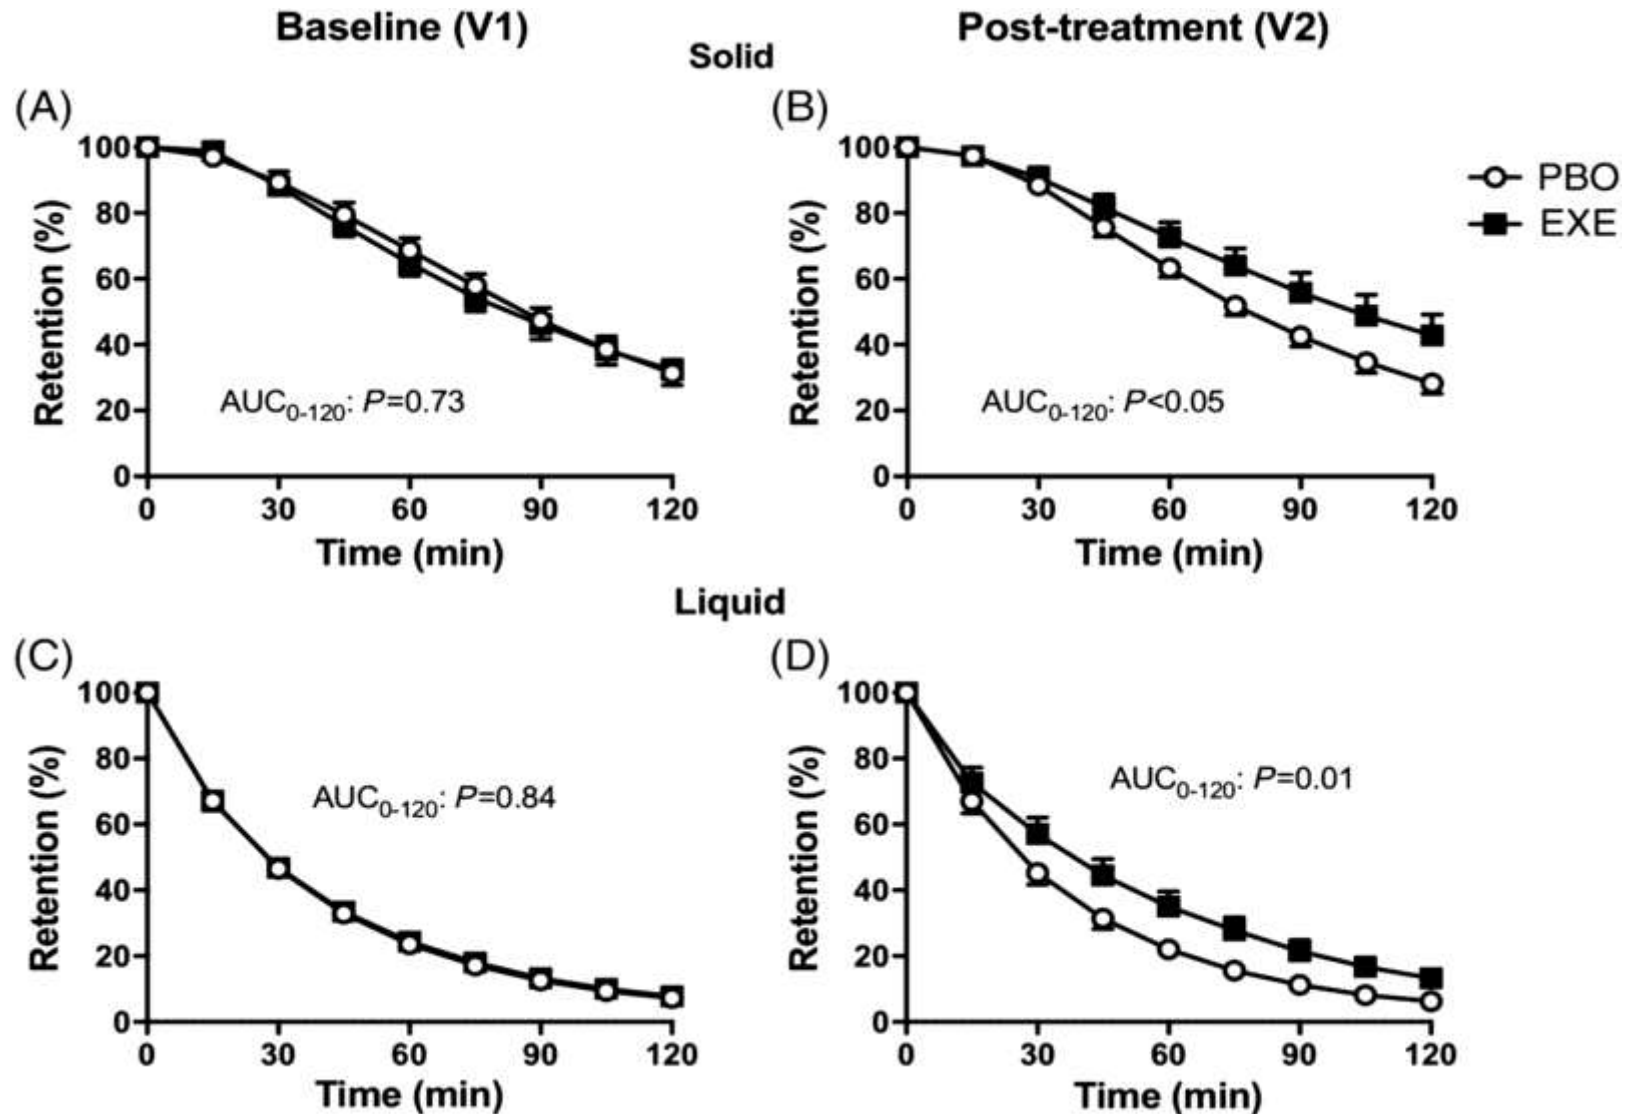 Baseline (V1)
Post-treatment (V2)
Solid
(A)
100
80
60
40
20
0
Retention (%)
AUC0-120: P=0.73
0 30 60 90 120
Time (min)
(B)
100
80
60
40
20
0
Retention (%)
AUC0-120: P<0.05
0 30 60 90 120
Time (min)
PBO
EXE
Liquid
(C)
100
80
60
40
20
0
Retention (%)
AUC0-120: P=0.84
0 30 60 90 120
Time (min)
(D)
100
80
60
40
20
0
Retention (%)
AUC0-120: P=0.01
0 30 60 90 120
Time (min)